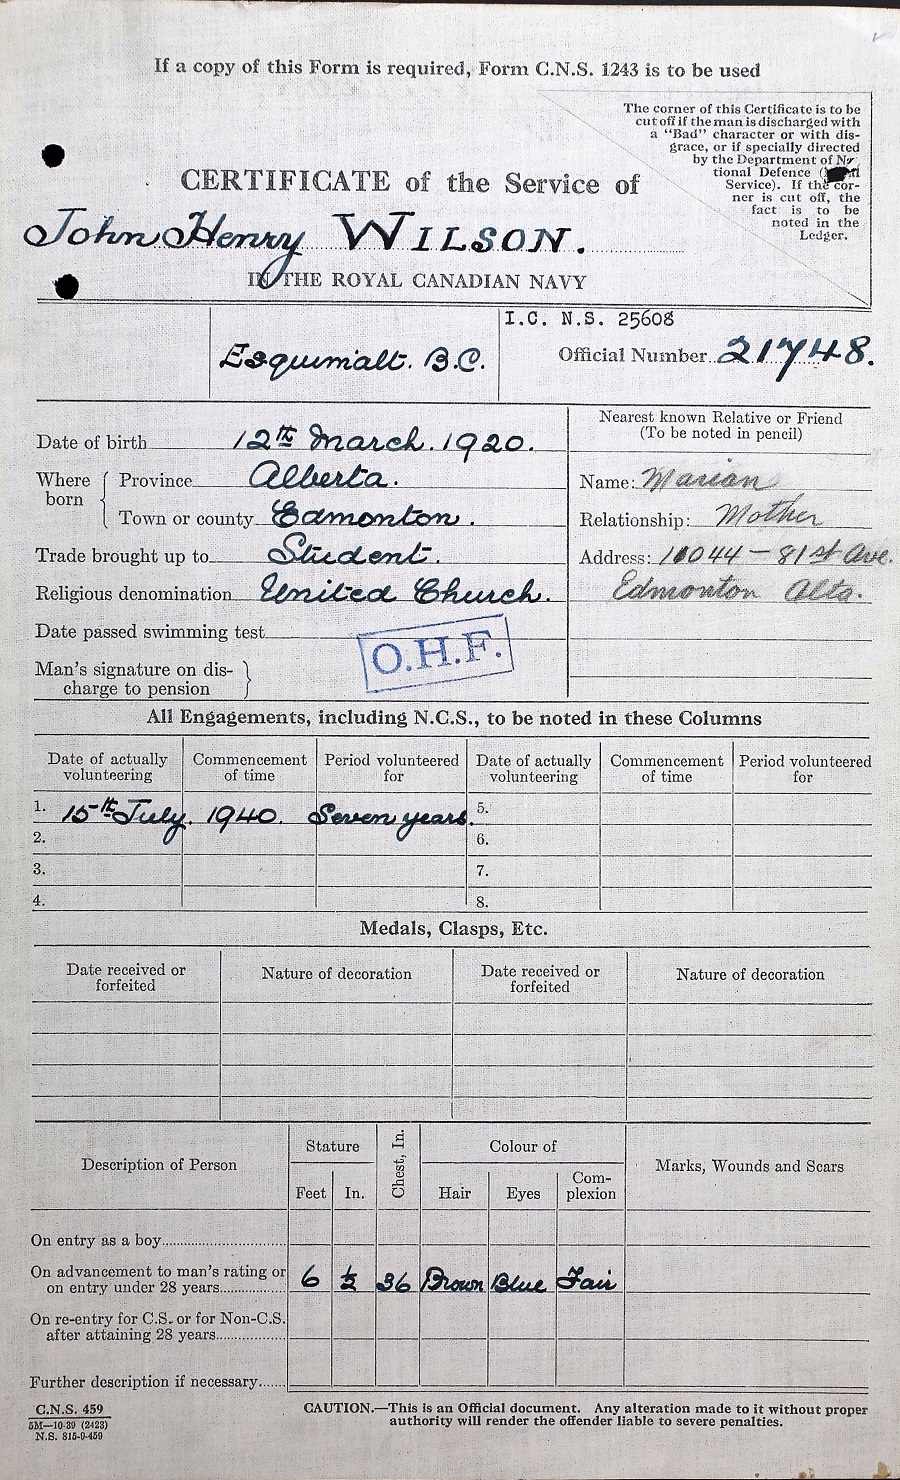 If a copy of this Form is required, Form C.N.S. 1243 is to be used
The corner of this Certificate is to be
cut off if the man is discharged with
a "Bad" character or with dis-
grace, or if specially directed
by the Department of Na-
tional Defence (
Service). If the cor-
ner is cut off, the
fact is to be
noted in the
Ledger.
CERTIFICATE of the Service of
John Henry WILSON.
IN THE ROYAL CANADIAN NAVY
I.C. N.S. 25608
Esquimalt. B.C.
Official Number 21748.
Nearest known Relative or Friend
(To be noted in pencil)
Date of birth 12th March. 1920.
Where born
Province Alberta.
Name: Marian
Town or county Edmonton.
Relationship: Mother
Trade brought up to Student.
Address: 11044 - 81st Ave.
Religious denomination United Church.
Edmonton Alta.
Date passed swimming test
O.H.F.
Man's signature on dis-
charge to pension
All Engagements, including N.C.S., to be noted in these Columns
Date of actually volunteering Commencement of time Period volunteered for Date of actually volunteering Commencement of time Period volunteered for
1. 15th July. 1940. Seven years. 5.
2. 6.
3. 7.
4. 8.
Medals, Clasps, Etc.
Date received or forfeited Nature of decoration Date received or forfeited Nature of decoration
Description of Person Stature Chest, In. Colour of Marks, Wounds and Scars
Feet In. Hair Eyes Com-plexion
On entry as a boy
On advancement to man's rating or
on entry under 28 years 6 ½ 36 Brown Blue Fair
On re-entry for C.S. or for Non-C.S.
after attaining 28 years
Further description if necessary
C.N.S. 459
5M—10-39 (2423)
N.S. 815-9-459
CAUTION.—This is an Official document. Any alteration made to it without proper
authority will render the offender liable to severe penalties.